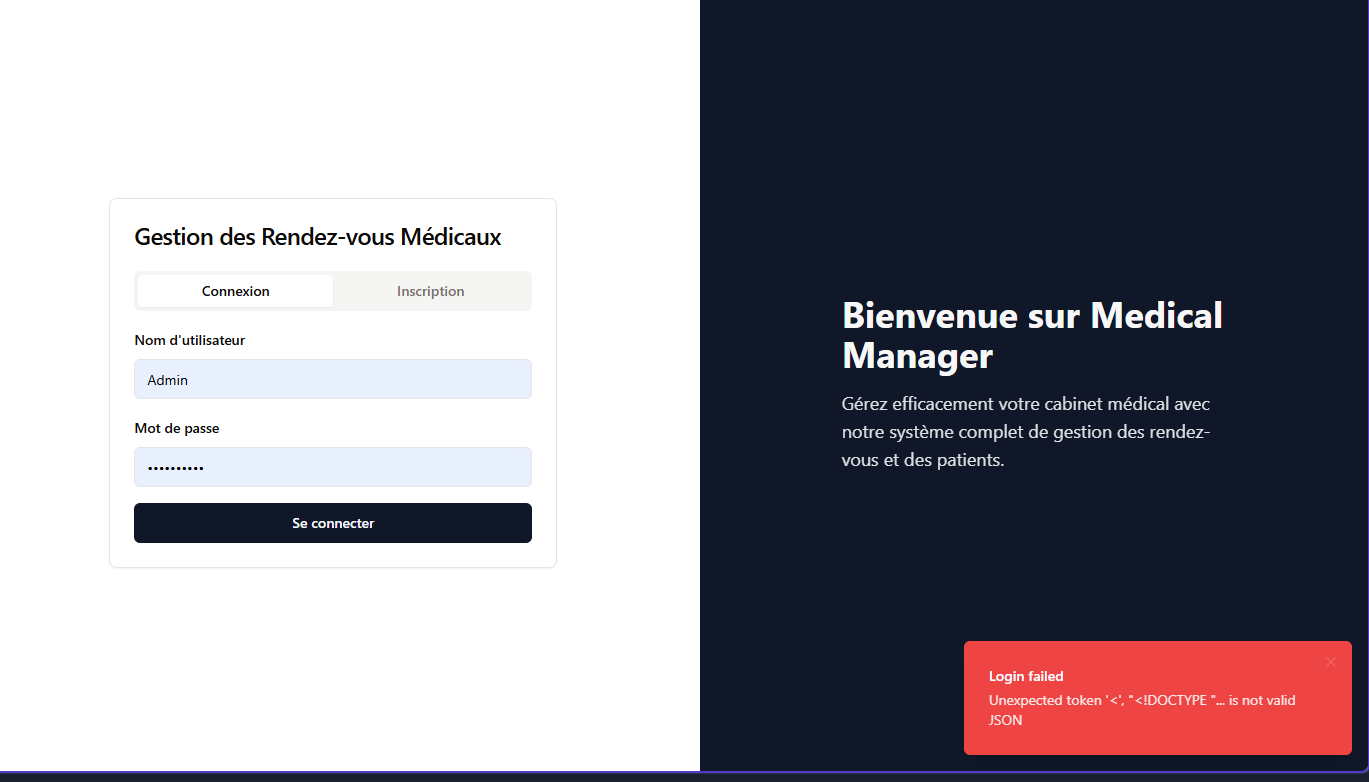 Gestion des Rendez-vous Médicaux
Connexion
Inscription
Nom d'utilisateur
Admin
Mot de passe
••••••••••
Se connecter
Bienvenue sur Medical
Manager
Gérez efficacement votre cabinet médical avec
notre système complet de gestion des rendez-
vous et des patients.
Login failed
Unexpected token '<', "<!DOCTYPE "... is not valid
JSON